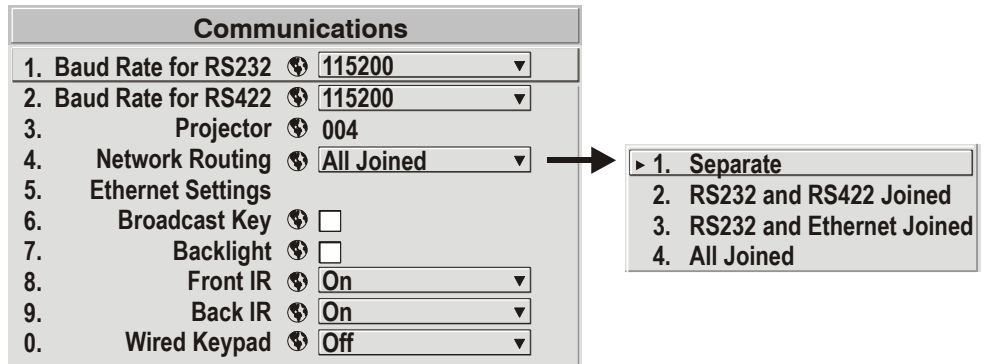 Communications
1. Baud Rate for RS232 115200
2. Baud Rate for RS422 115200
3. Projector 004
4. Network Routing All Joined
5. Ethernet Settings
6. Broadcast Key
7. Backlight
8. Front IR On
9. Back IR On
0. Wired Keypad Off
1. Separate
2. RS232 and RS422 Joined
3. RS232 and Ethernet Joined
4. All Joined